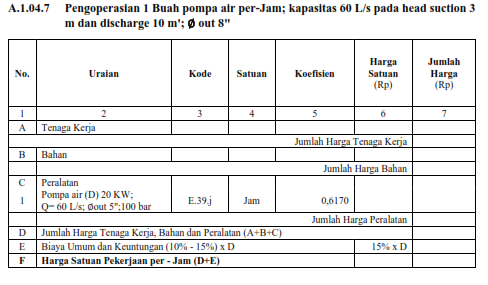 A.1.04.7 Pengoperasian 1 Buah pompa air per-Jam; kapasitas 60 L/s pada head suction 3
m dan discharge 10 m'; Ø out 8"
No. Uraian Kode Satuan Koefisien Harga Satuan (Rp) Jumlah Harga (Rp)
1 2 3 4 5 6 7
A Tenaga Kerja
Jumlah Harga Tenaga Kerja
B Bahan
Jumlah Harga Bahan
C Peralatan
1 Pompa air (D) 20 KW; Q= 60 L/s; Øout 5";100 bar E.39.j Jam 0,6170
Jumlah Harga Peralatan
D Jumlah Harga Tenaga Kerja, Bahan dan Peralatan (A+B+C)
E Biaya Umum dan Keuntungan (10% - 15%) x D 15% x D
F Harga Satuan Pekerjaan per - Jam (D+E)